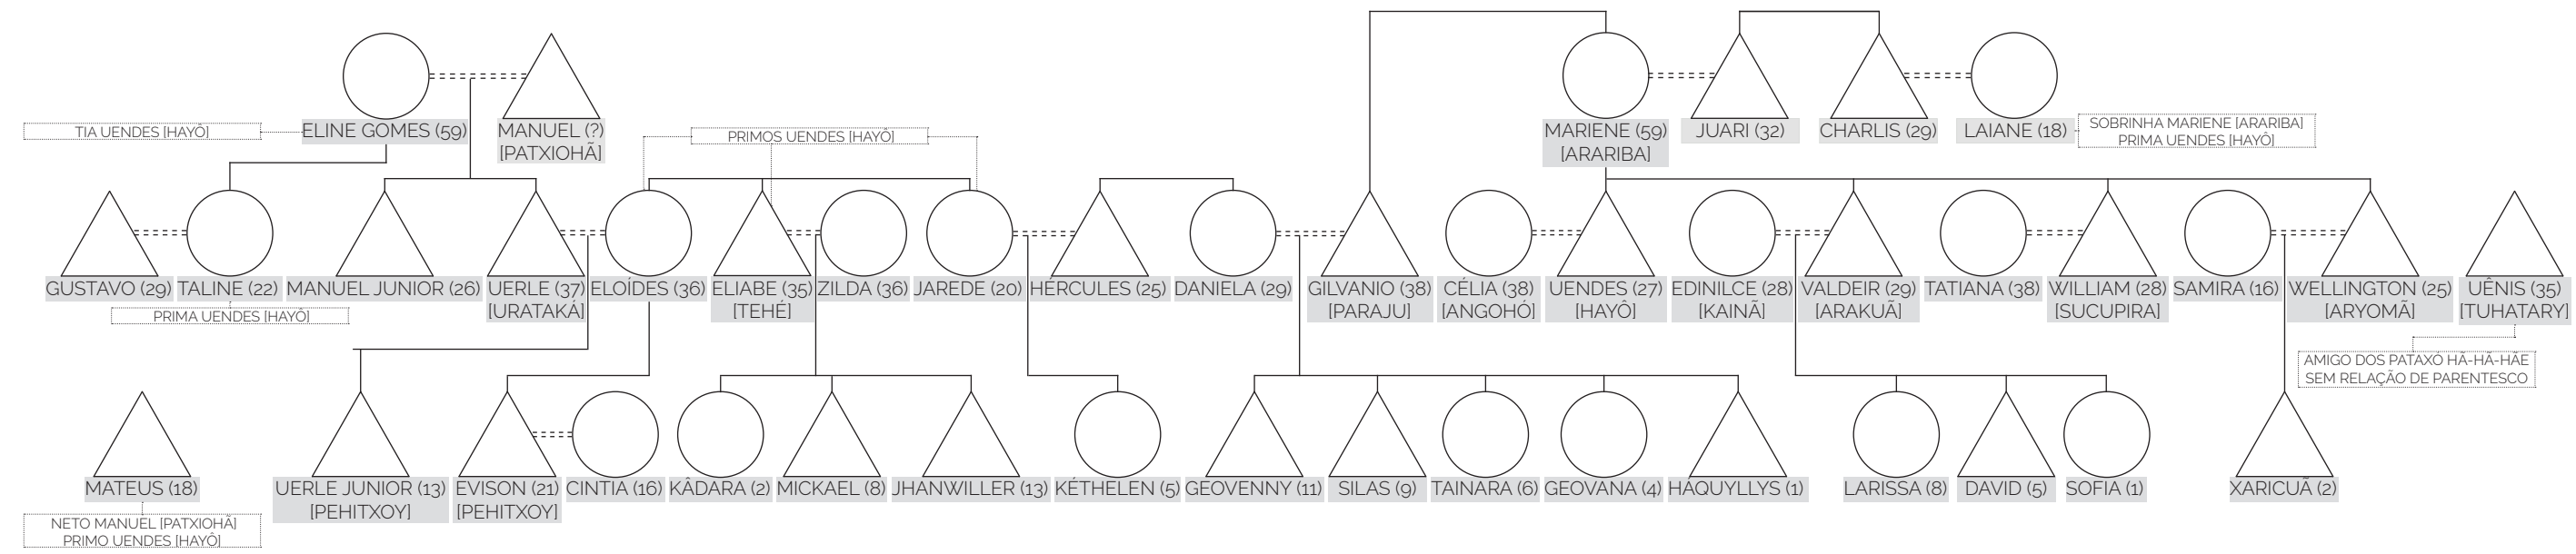 TIA UENDES [HAYÔ]
ELINE GOMES (59)
MANUEL (?)
[PATXIOHÃ]
PRIMOS UENDES [HAYÔ]
MARIENE (59)
[ARARIBA]
JUARI (32)
CHARLIS (29)
LAIANE (18)
SOBRINHA MARIENE [ARARIBA]
PRIMA UENDES [HAYÔ]
GUSTAVO (29)
TALINE (22)
PRIMA UENDES [HAYÔ]
MANUEL JUNIOR (26)
UERLE (37)
[URATAKÁ]
ELOÍDES (36)
ELIABE (35)
[TEHÉ]
ZILDA (36)
JAREDE (20)
HÉRCULES (25)
DANIELA (29)
GILVANIO (38)
[PARAJU]
CÉLIA (38)
[ANGOHÓ]
UENDES (27)
[HAYÔ]
EDINILCE (28)
[KAINÃ]
VALDEIR (29)
[ARAKUÃ]
TATIANA (38)
WILLIAM (28)
[SUCUPIRA]
SAMIRA (16)
WELLINGTON (25)
[ARYOMÃ]
UÊNIS (35)
[TUHATARY]
AMIGO DOS PATAXÓ HÃ-HÃ-HÃE
SEM RELAÇÃO DE PARENTESCO
MATEUS (18)
NETO MANUEL [PATXIOHÃ]
PRIMO UENDES [HAYÔ]
UERLE JUNIOR (13)
[PEHITXOY]
EVISON (21)
[PEHITXOY]
CINTIA (16)
KÂDARA (2)
MICKAEL (8)
JHANWILLER (13)
KÉTHELEN (5)
GEOVENNY (11)
SILAS (9)
TAINARA (6)
GEOVANA (4)
HAQUYLLYS (1)
LARISSA (8)
DAVID (5)
SOFIA (1)
XARICUÃ (2)